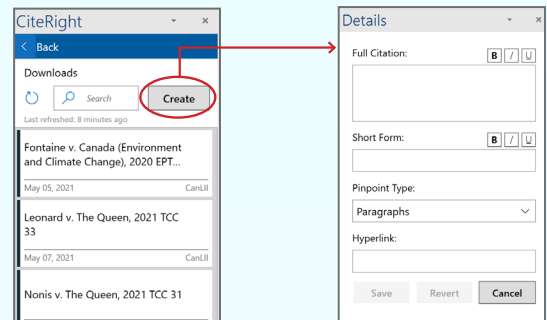 CiteRight
Back
Downloads
Search
Create
Last refreshed: 8 minutes ago
Fontaine v. Canada (Environment
and Climate Change), 2020 EPT...
May 05, 2021 CanLII
Leonard v. The Queen, 2021 TCC
33
May 07, 2021 CanLII
Nonis v. The Queen, 2021 TCC 31
Details
Full Citation:
B / U
Short Form:
B / U
Pinpoint Type:
Paragraphs
Hyperlink:
Save Revert Cancel